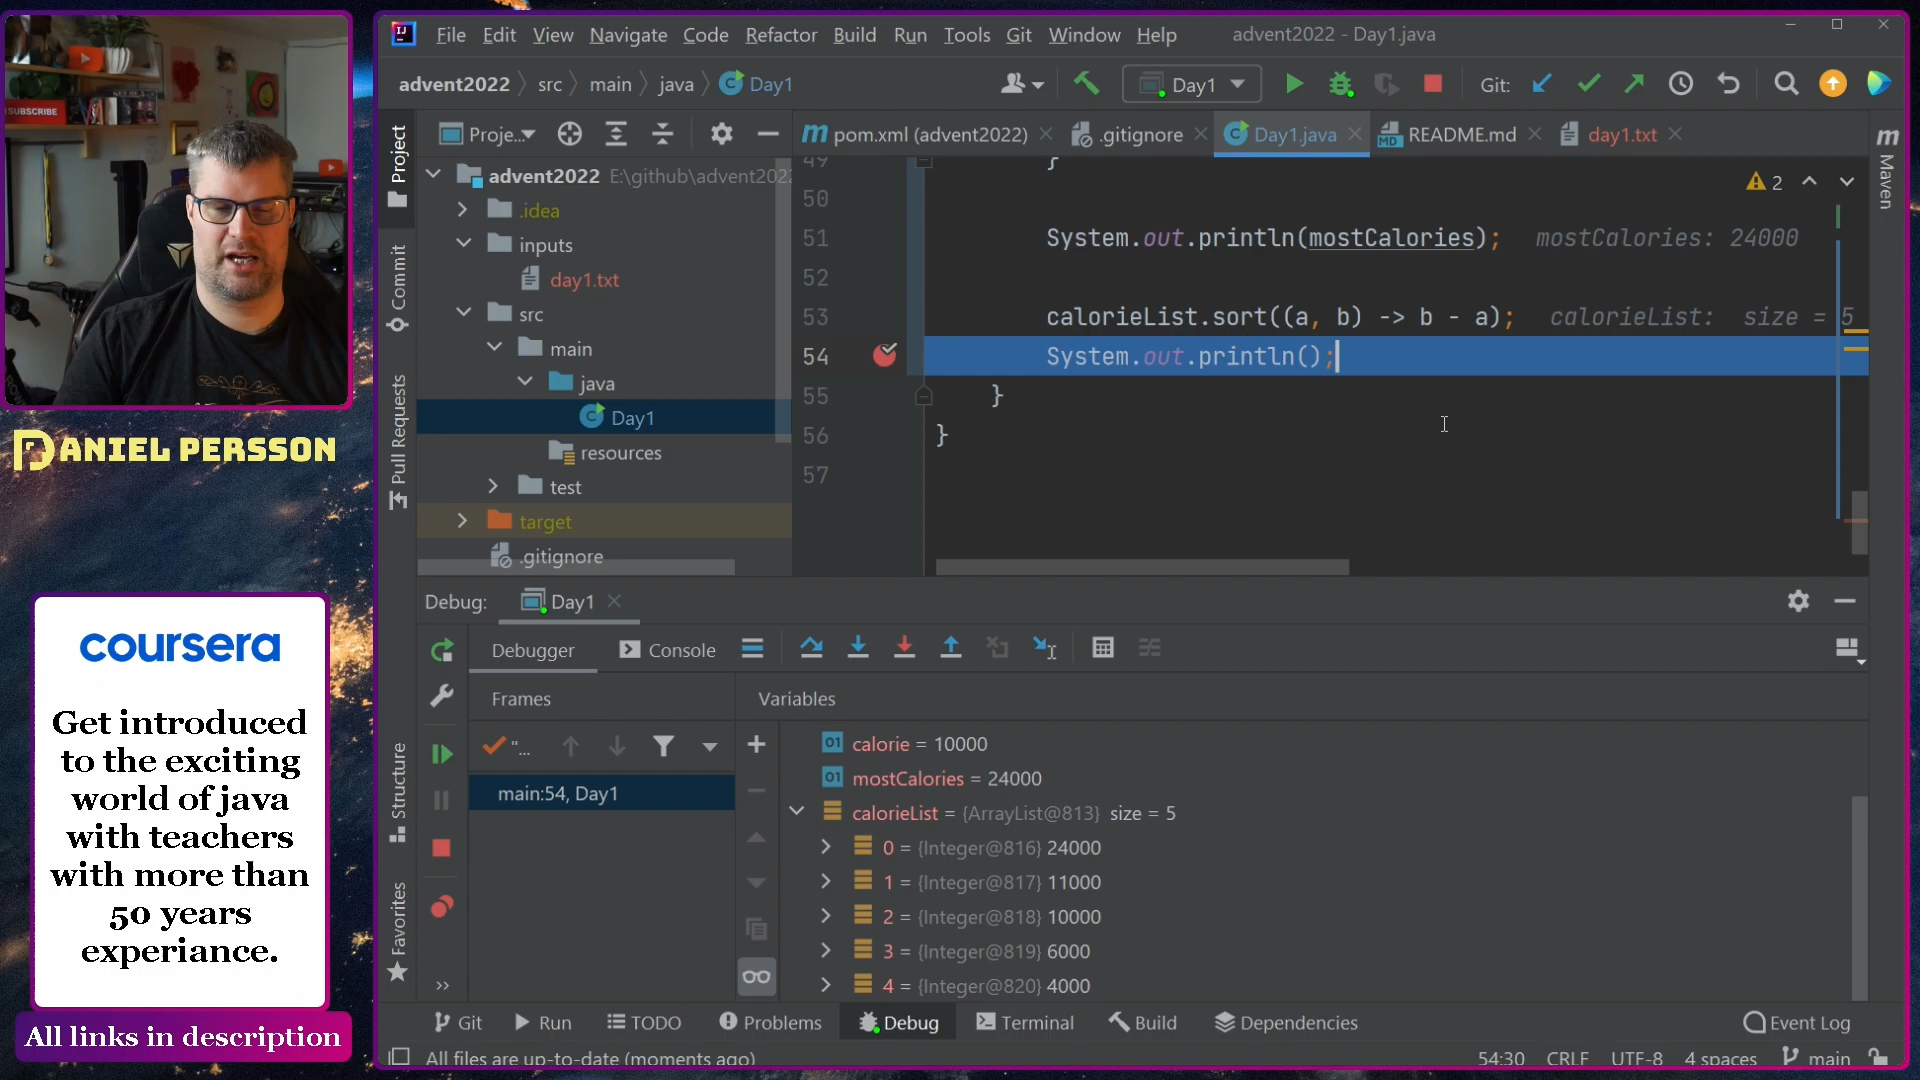 SUBSCRIBE
DANIEL PERSSON
coursera
Get introduced
to the exciting
world of java
with teachers
with more than
50 years
experiance.
All links in description
File Edit View Navigate Code Refactor Build Run Tools Git Window Help advent2022 - Day1.java
advent2022 src main java Day1
Day1
Git:
Proje...
pom.xml (advent2022) .gitignore Day1.java README.md day1.txt
Project
Commit
Pull Requests
Structure
Favorites
Maven
advent2022 E:\github\advent2022
.idea
inputs
day1.txt
src
main
java
Day1
resources
test
target
.gitignore
2
49 }
50
51 System.out.println(mostCalories); mostCalories: 24000
52
53 calorieList.sort((a, b) -> b - a); calorieList: size = 5
54 System.out.println();
55 }
56 }
57
Debug: Day1
Debugger Console
Frames Variables
"...
main:54, Day1
calorie = 10000
mostCalories = 24000
calorieList = {ArrayList@813} size = 5
0 = {Integer@816} 24000
1 = {Integer@817} 11000
2 = {Integer@818} 10000
3 = {Integer@819} 6000
4 = {Integer@820} 4000
Git Run TODO Problems Debug Terminal Build Dependencies Event Log
All files are up-to-date (moments ago) 54:30 CRLF UTF-8 4 spaces main